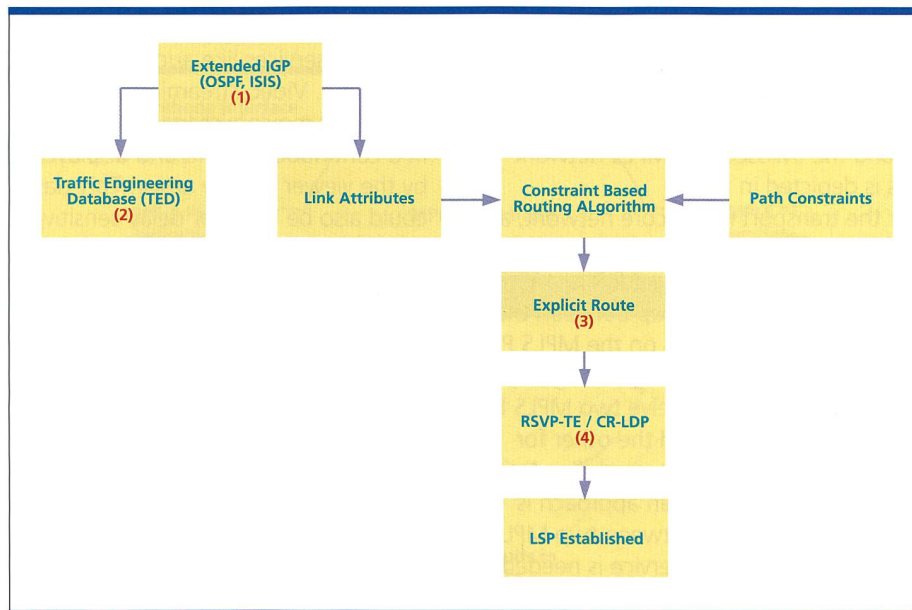 Extended IGP
(OSPF, ISIS)
(1)
Traffic Engineering
Database (TED)
(2)
Link Attributes
Constraint Based
Routing ALgorithm
Path Constraints
Explicit Route
(3)
RSVP-TE / CR-LDP
(4)
LSP Established